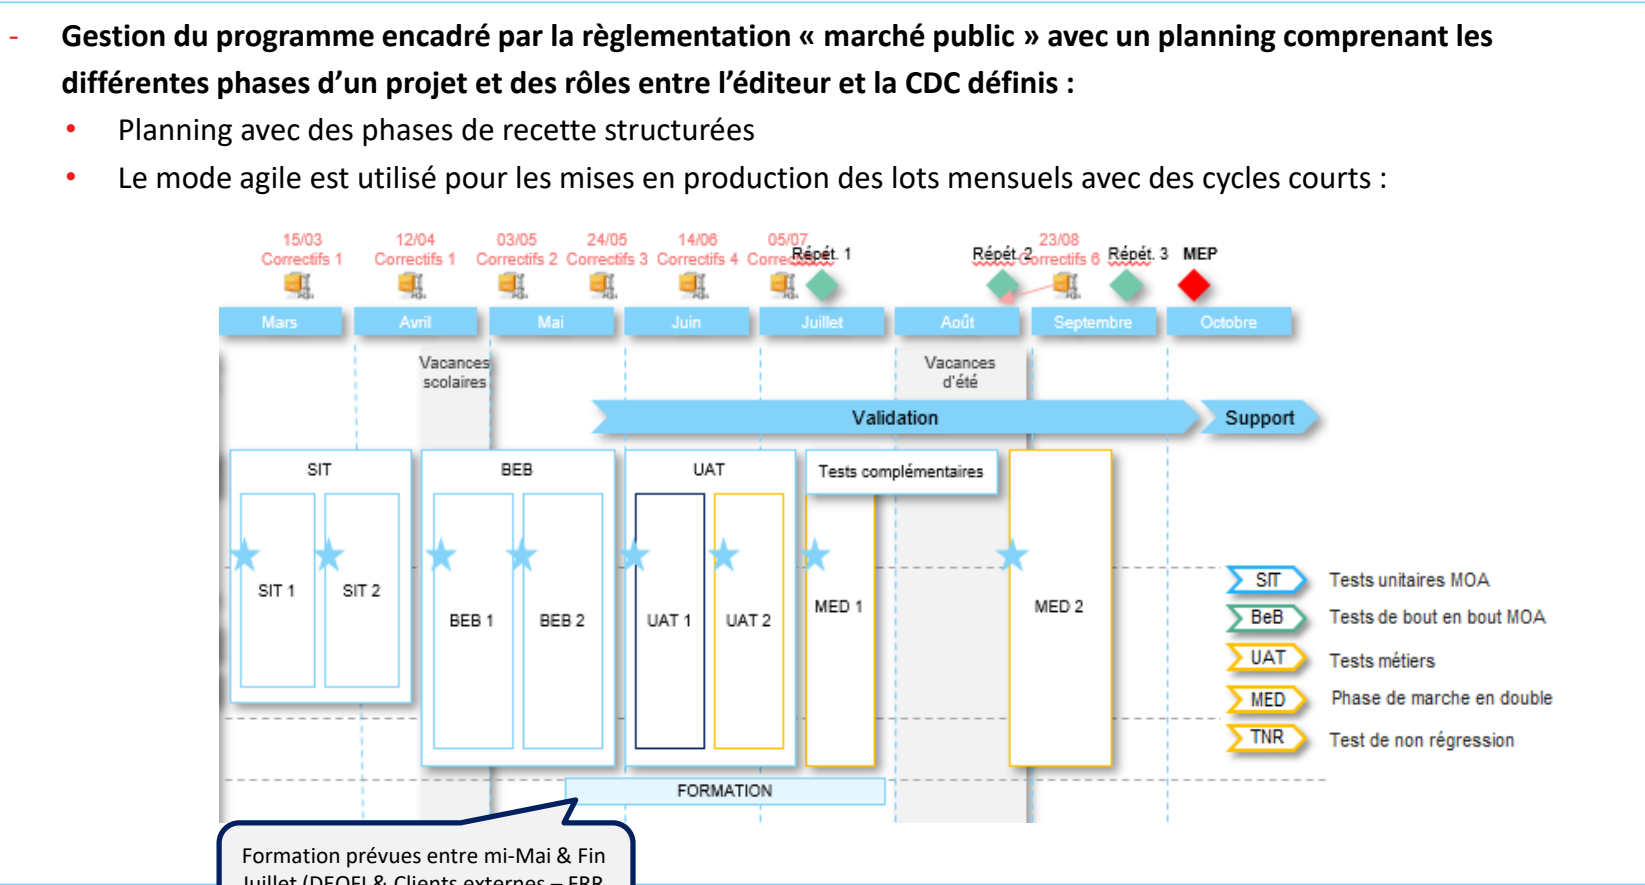 - Gestion du programme encadré par la règlementation « marché public » avec un planning comprenant les
différentes phases d'un projet et des rôles entre l'éditeur et la CDC définis :
• Planning avec des phases de recette structurées
• Le mode agile est utilisé pour les mises en production des lots mensuels avec des cycles courts :
15/03 12/04 03/05 24/05 14/06 05/07 23/08
Correctifs 1 Correctifs 1 Correctifs 2 Correctifs 3 Correctifs 4 Répét. 1 Répét. 2 Correctifs 6 Répét. 3 MEP
Mars Avril Mai Juin Juillet Août Septembre Octobre
Vacances
scolaires
Vacances
d'été
Validation Support
SIT BEB UAT Tests complémentaires
SIT 1 SIT 2
BEB 1 BEB 2 UAT 1 UAT 2 MED 1 MED 2
SIT Tests unitaires MOA
BeB Tests de bout en bout MOA
UAT Tests métiers
MED Phase de marche en double
TNR Test de non régression
FORMATION
Formation prévues entre mi-Mai & Fin
Juillet (DEOFI & Clients externes – FRR